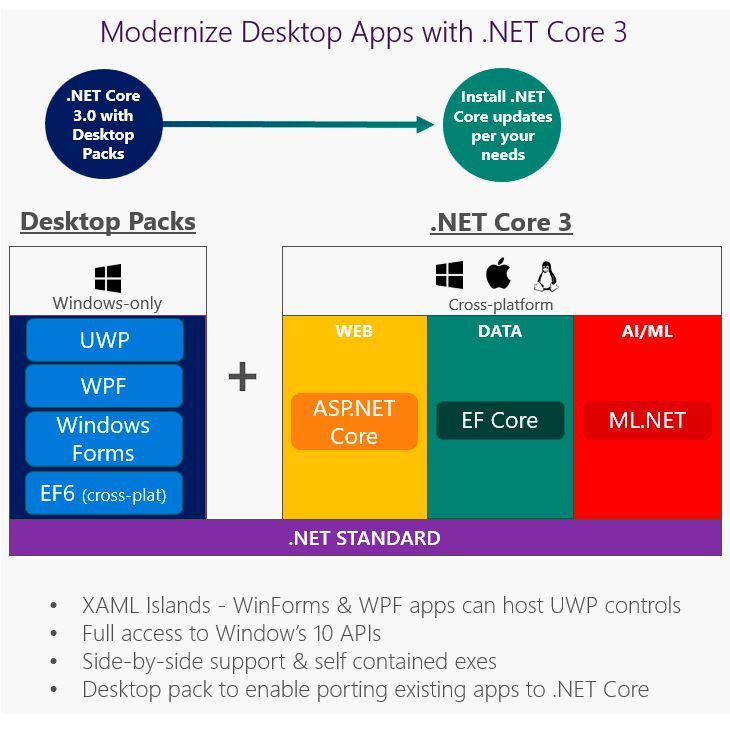 Modernize Desktop Apps with .NET Core 3
.NET Core
3.0 with
Desktop
Packs
Install .NET
Core updates
per your
needs
Desktop Packs
Windows-only
UWP
WPF
Windows
Forms
EF6 (cross-plat)
+
.NET Core 3
Cross-platform
WEB
ASP.NET
Core
DATA
EF Core
AI/ML
ML.NET
.NET STANDARD
• XAML Islands - WinForms & WPF apps can host UWP controls
• Full access to Window's 10 APIs
• Side-by-side support & self contained exes
• Desktop pack to enable porting existing apps to .NET Core